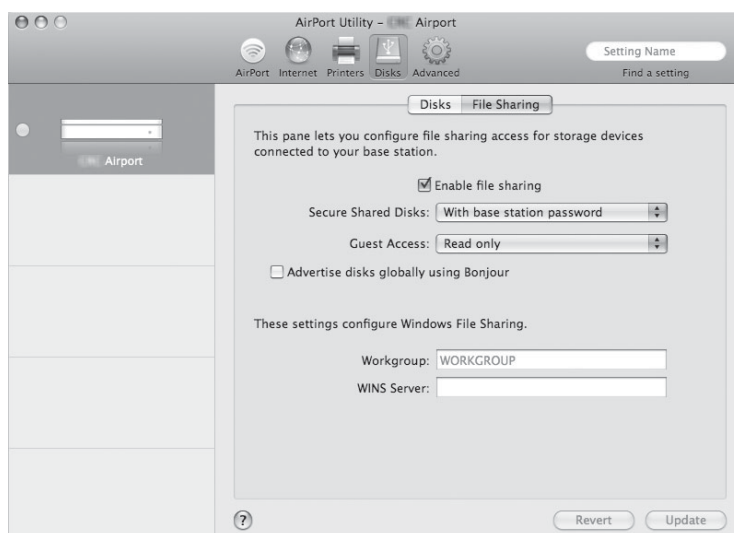 AirPort Utility – Airport
Setting Name
AirPort Internet Printers Disks Advanced
Find a setting
Disks File Sharing
Airport
This pane lets you configure file sharing access for storage devices
connected to your base station.
Enable file sharing
Secure Shared Disks: With base station password
Guest Access: Read only
Advertise disks globally using Bonjour
These settings configure Windows File Sharing.
Workgroup: WORKGROUP
WINS Server:
?
Revert Update